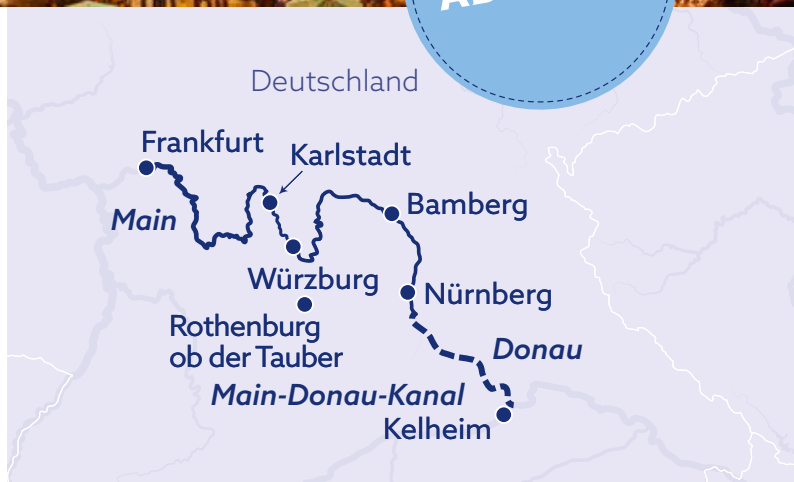 Deutschland
Frankfurt
Karlstadt
Main
Bamberg
Würzburg
Nürnberg
Rothenburg
ob der Tauber
Donau
Main-Donau-Kanal
Kelheim